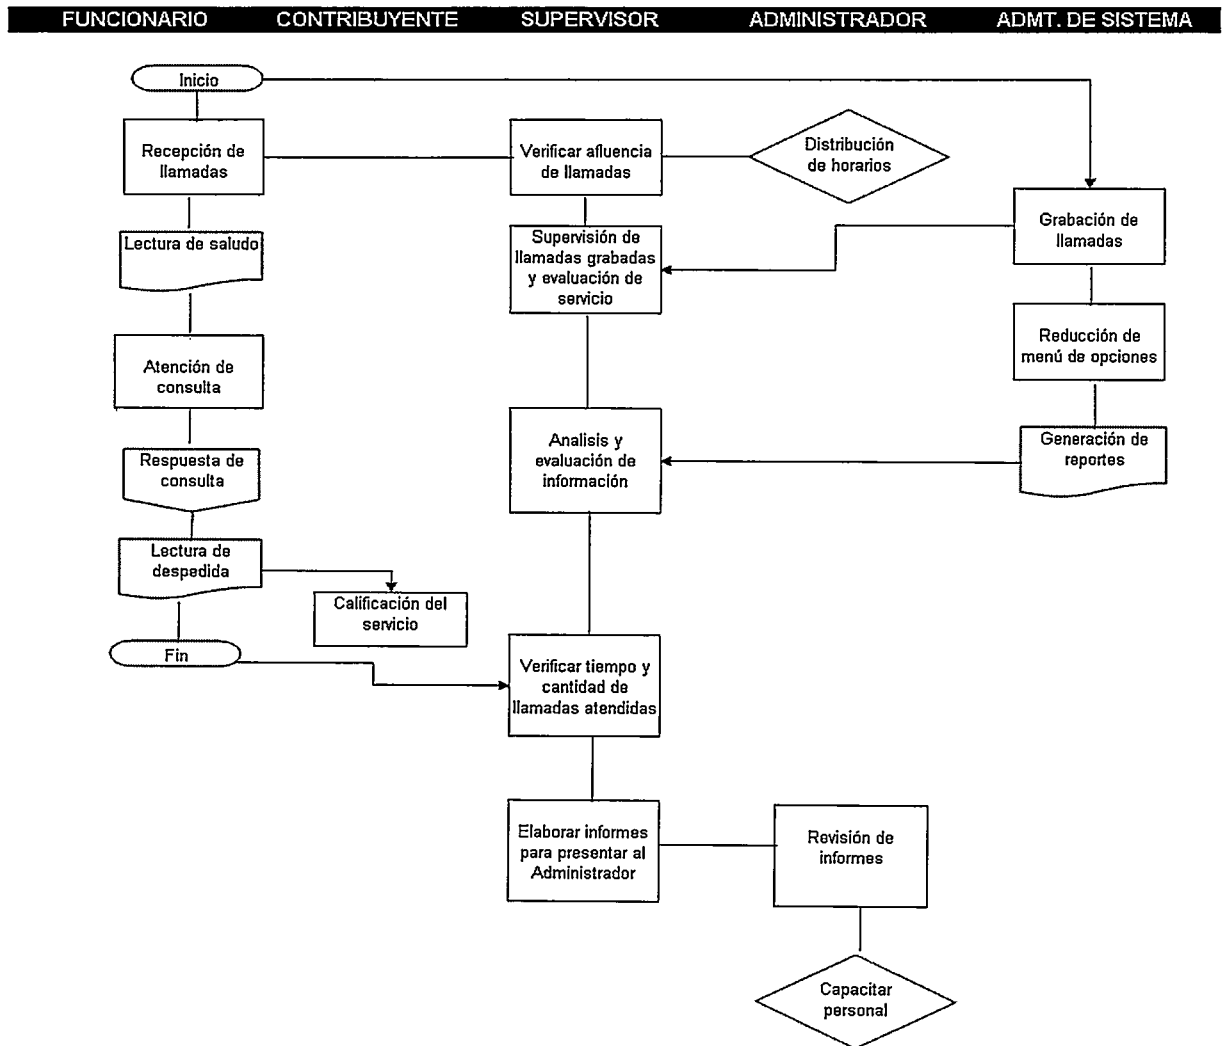 FUNCIONARIO CONTRIBUYENTE SUPERVISOR ADMINISTRADOR ADMT. DE SISTEMA
Inicio
Recepción de
llamadas
Verificar afluencia
de llamadas
Distribución
de horarios
Grabación de
llamadas
Lectura de saludo
Supervisión de
llamadas grabadas
y evaluación de
servicio
Reducción de
menú de opciones
Atención de
consulta
Analisis y
evaluación de
información
Generación de
reportes
Respuesta de
consulta
Lectura de
despedida
Calificación del
servicio
Fin
Verificar tiempo y
cantidad de
llamadas atendidas
Elaborar informes
para presentar al
Administrador
Revisión de
informes
Capacitar
personal